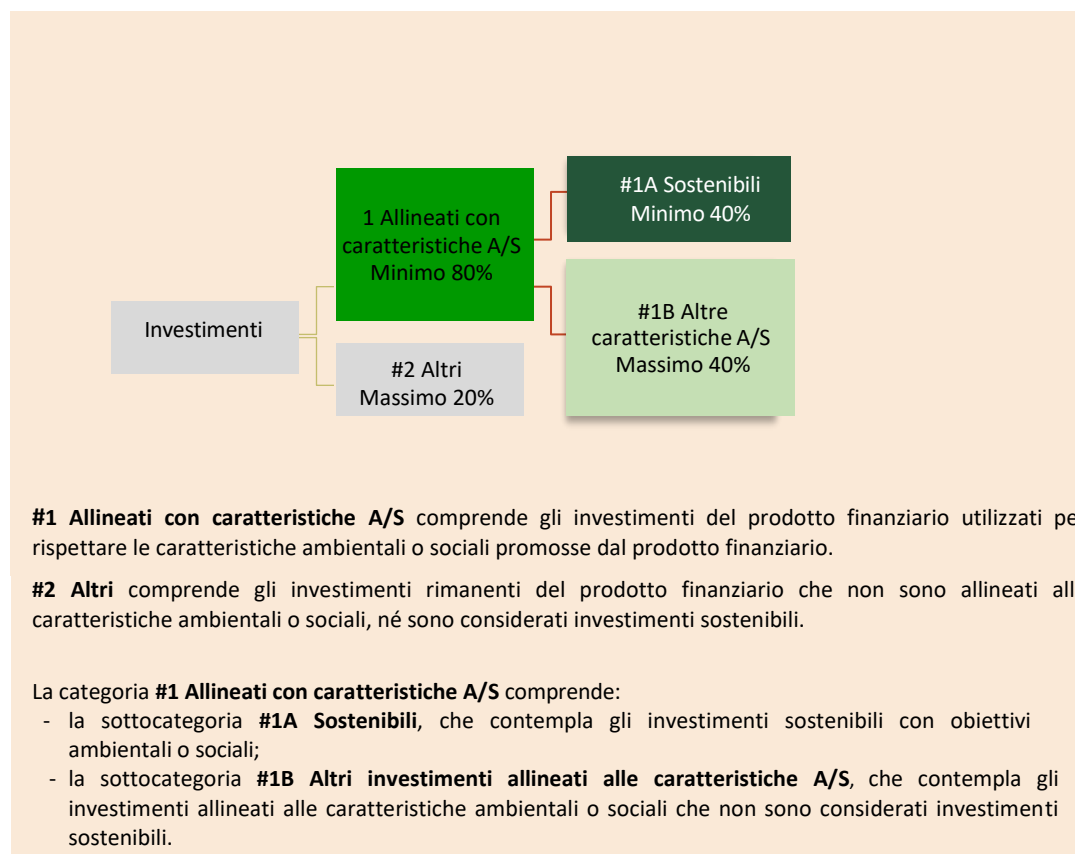 #1A Sostenibili
Minimo 40%
1 Allineati con
caratteristiche A/S
Minimo 80%
#1B Altre
caratteristiche A/S
Massimo 40%
Investimenti
#2 Altri
Massimo 20%
#1 Allineati con caratteristiche A/S comprende gli investimenti del prodotto finanziario utilizzati pe
rispettare le caratteristiche ambientali o sociali promosse dal prodotto finanziario.
#2 Altri comprende gli investimenti rimanenti del prodotto finanziario che non sono allineati all
caratteristiche ambientali o sociali, né sono considerati investimenti sostenibili.
La categoria #1 Allineati con caratteristiche A/S comprende:
- la sottocategoria #1A Sostenibili, che contempla gli investimenti sostenibili con obiettivi
ambientali o sociali;
- la sottocategoria #1B Altri investimenti allineati alle caratteristiche A/S, che contempla gli
investimenti allineati alle caratteristiche ambientali o sociali che non sono considerati investimenti
sostenibili.